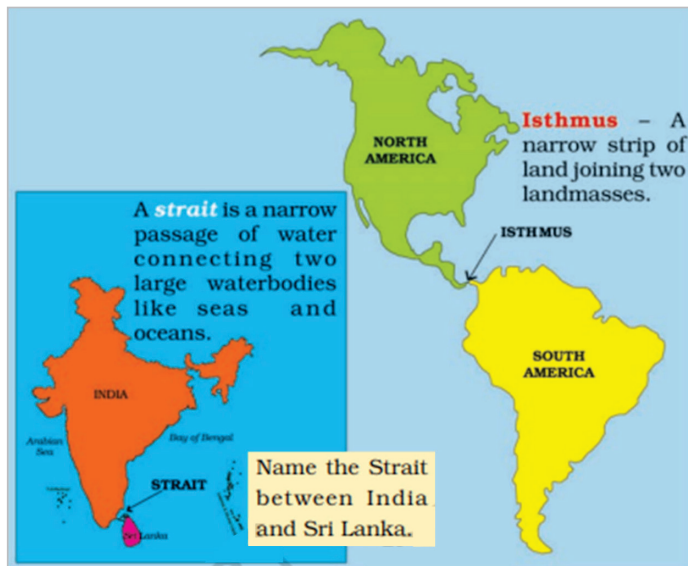 NORTH
AMERICA
Isthmus – A
narrow strip of
land joining two
landmasses.
ISTHMUS
SOUTH
AMERICA
A strait is a narrow
passage of water
connecting two
large waterbodies
like seas and
oceans.
INDIA
Arabian
Sea
Bay of Bengal
STRAIT
Sri Lanka
Name the Strait
between India
and Sri Lanka.